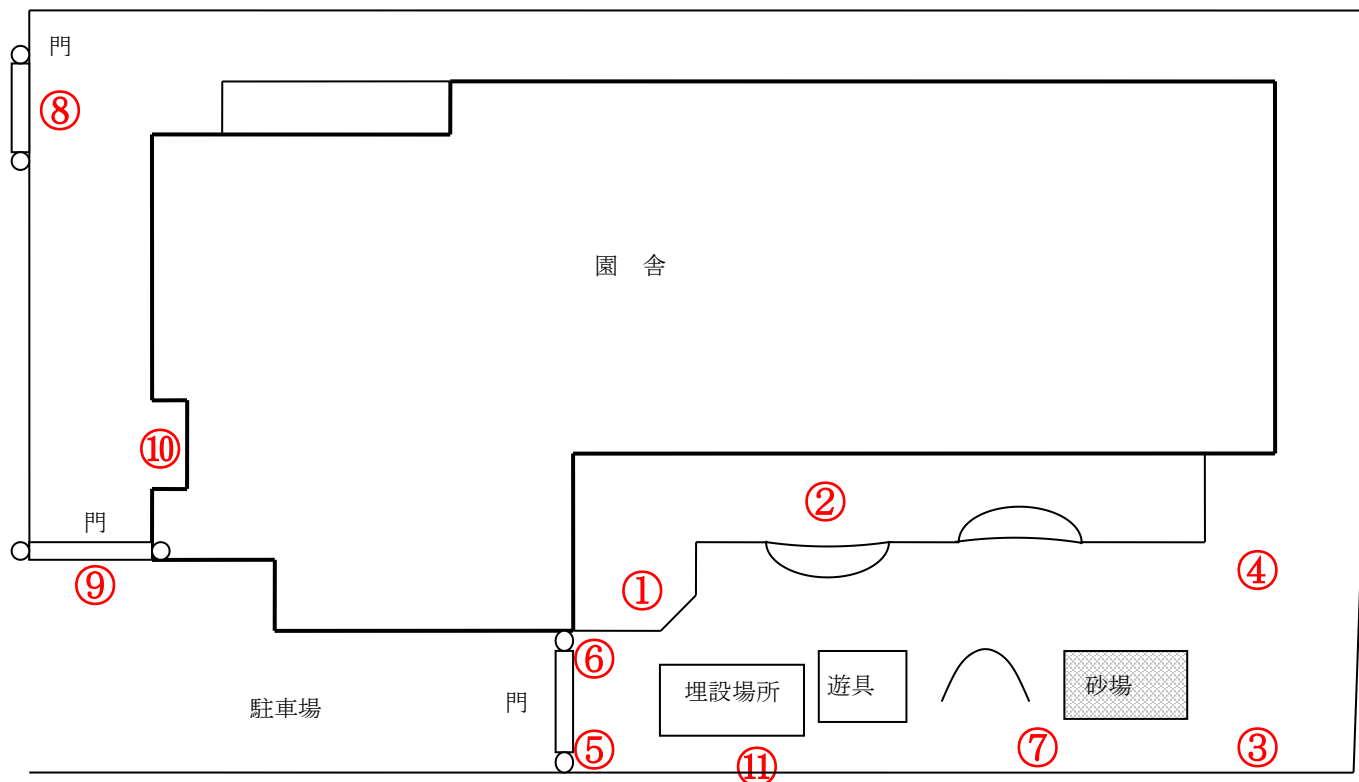 門
⑧
園 舎
⑩
②
門
⑨
①
④
⑥
埋設場所
遊具
砂場
駐車場
門
⑤
⑪
⑦
③